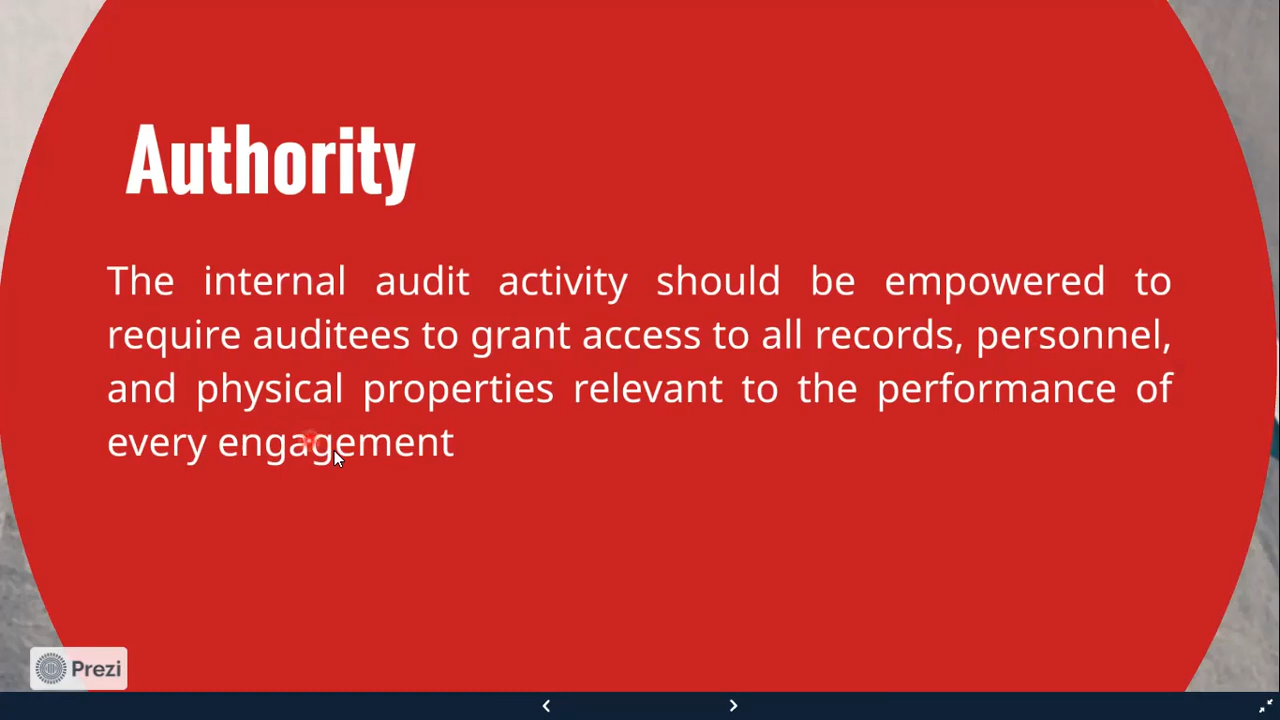 Authority
The internal audit activity should be empowered to
require auditees to grant access to all records, personnel,
and physical properties relevant to the performance of
every engagement
Prezi